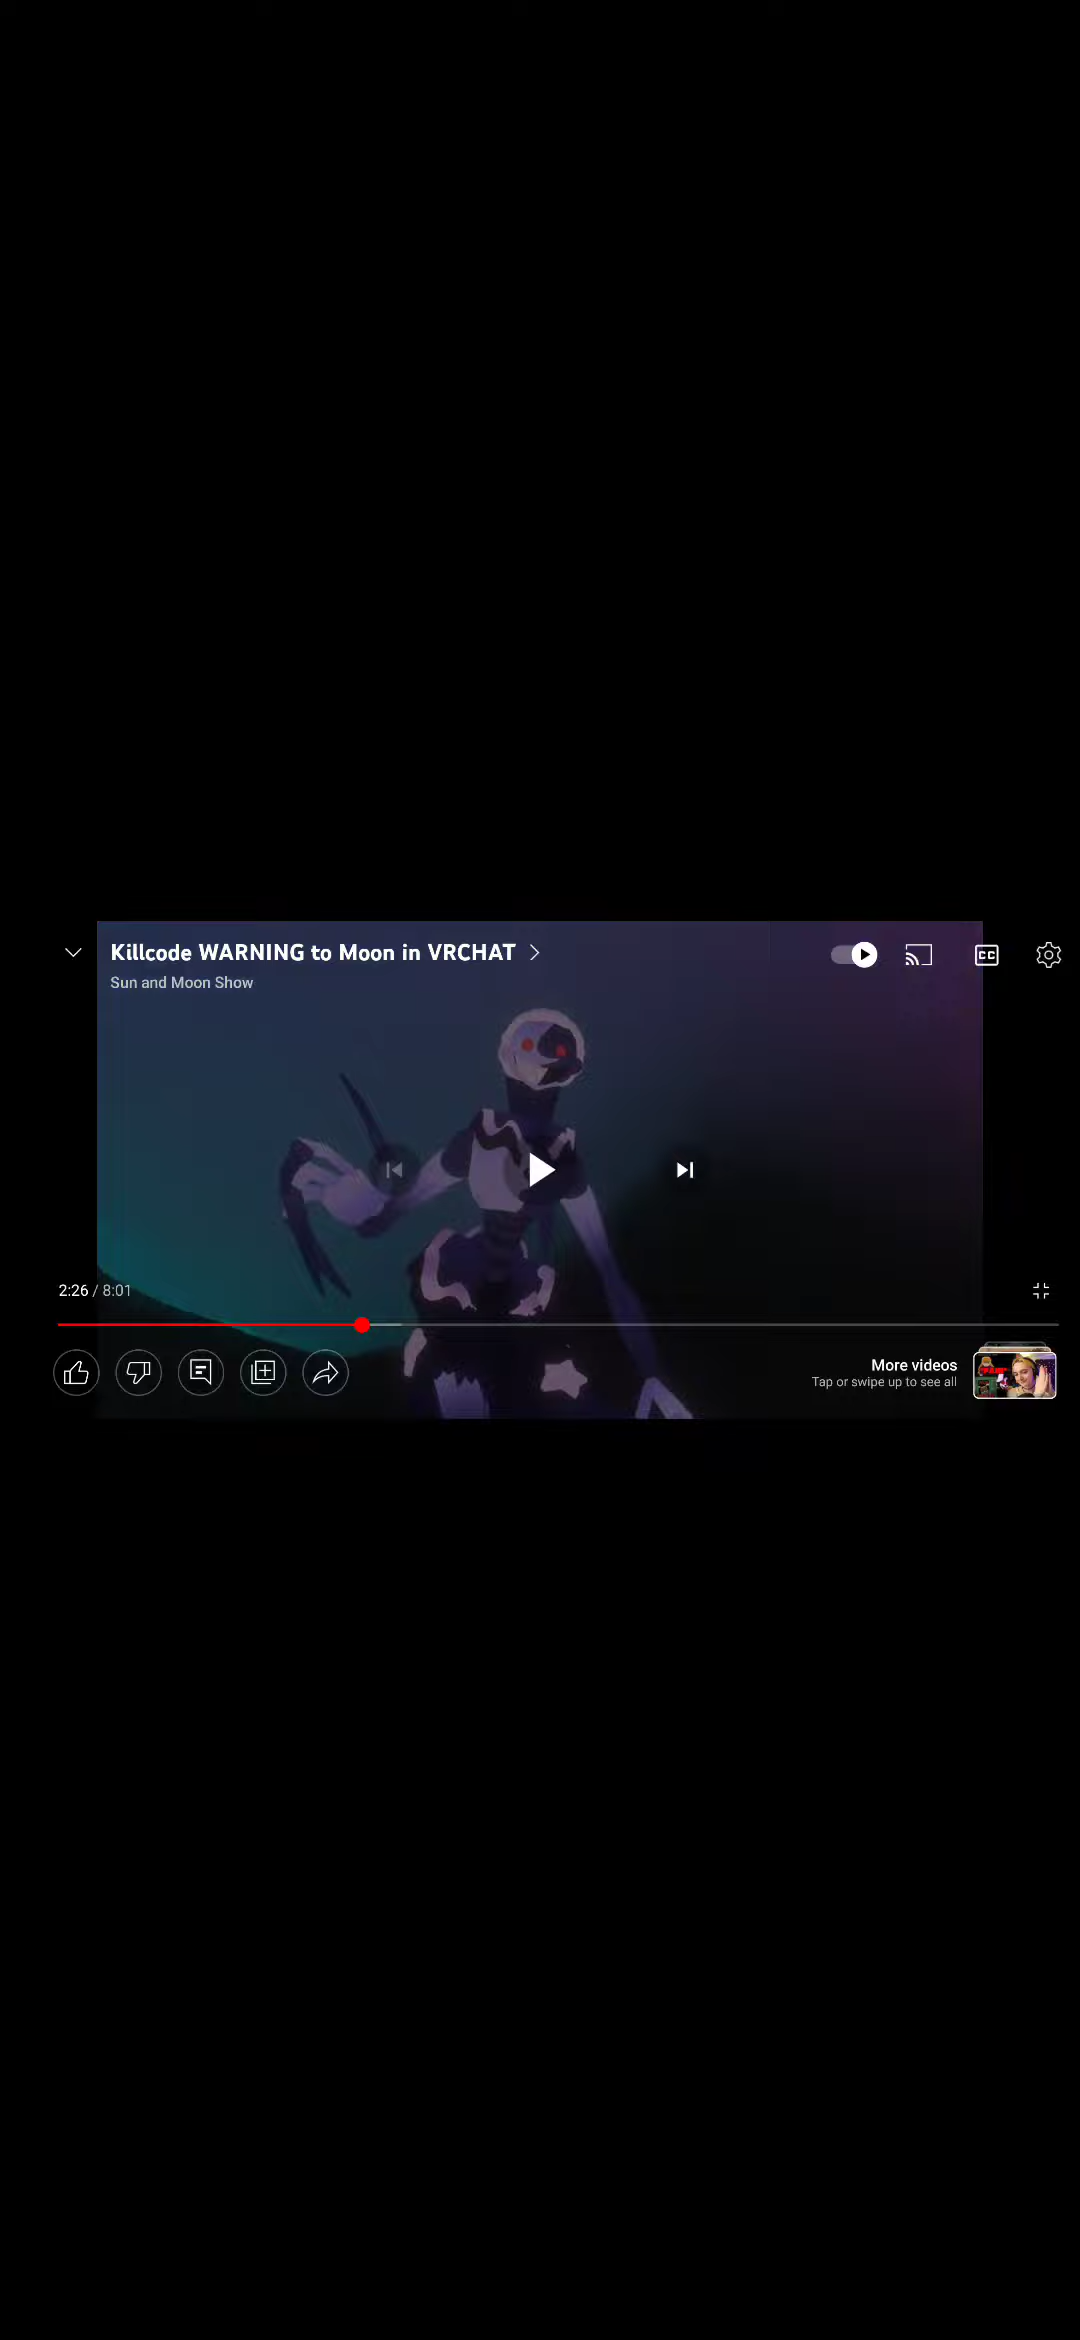 Killcode WARNING to Moon in VRCHAT
Sun and Moon Show
CC
2:26 / 8:01
More videos
Tap or swipe up to see all